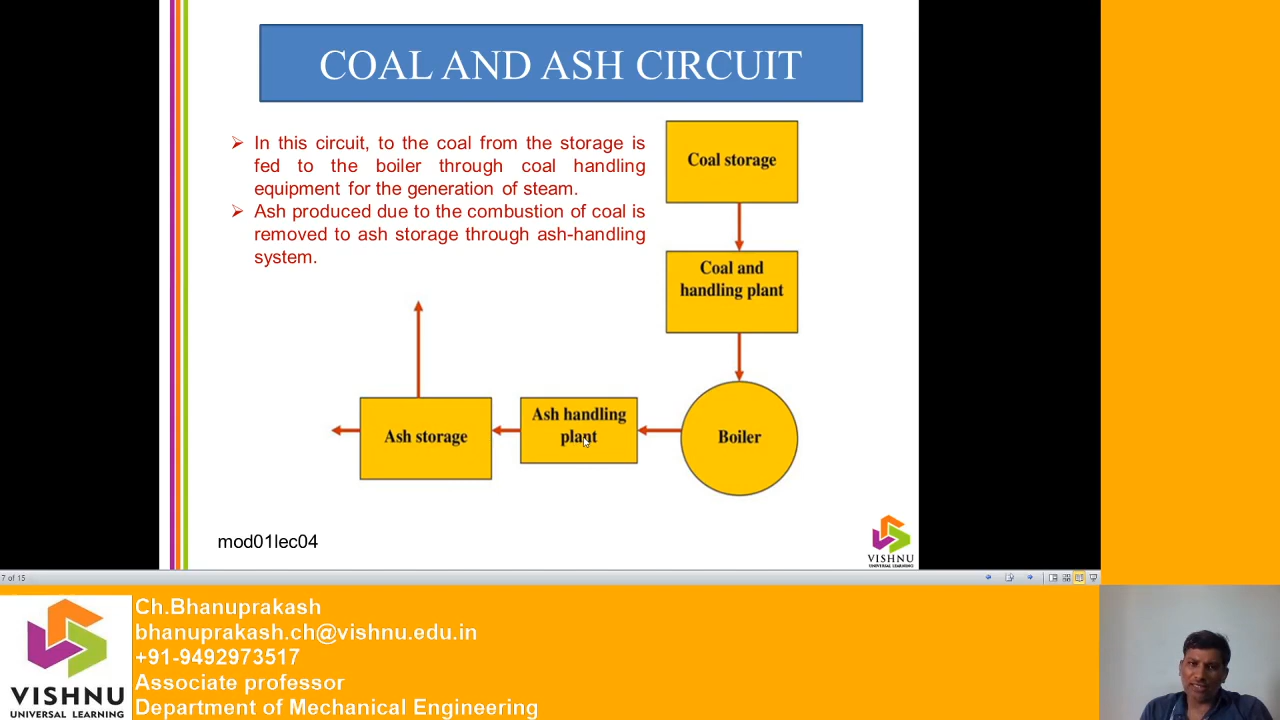 COAL AND ASH CIRCUIT
➢ In this circuit, to the coal from the storage is
fed to the boiler through coal handling
equipment for the generation of steam.
➢ Ash produced due to the combustion of coal is
removed to ash storage through ash-handling
system.
Coal storage
Coal and
handling plant
Boiler
Ash handling
plant
Ash storage
mod01lec04
VISHNU
UNIVERSAL LEARNING
7 of 15
Ch.Bhanuprakash
bhanuprakash.ch@vishnu.edu.in
+91-9492973517
Associate professor
Department of Mechanical Engineering
VISHNU
UNIVERSAL LEARNING